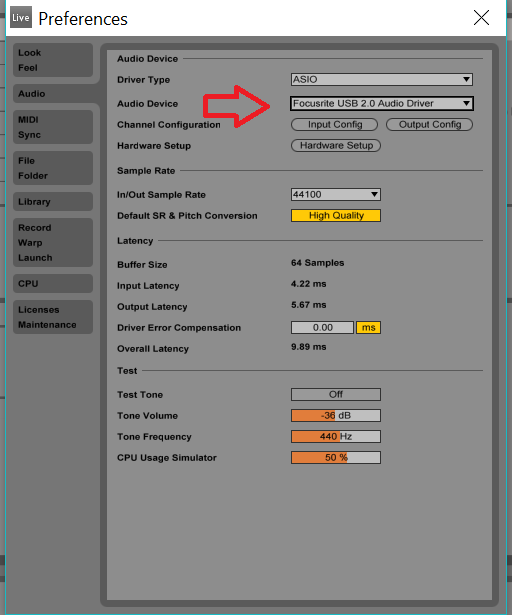 Live Preferences
Look
Feel
Audio
MIDI
Sync
File
Folder
Library
Record
Warp
Launch
CPU
Licenses
Maintenance
Audio Device
Driver Type ASIO
Audio Device Focusrite USB 2.0 Audio Driver
Channel Configuration Input Config Output Config
Hardware Setup Hardware Setup
Sample Rate
In/Out Sample Rate 44100
Default SR & Pitch Conversion High Quality
Latency
Buffer Size 64 Samples
Input Latency 4.22 ms
Output Latency 5.67 ms
Driver Error Compensation 0.00 ms
Overall Latency 9.89 ms
Test
Test Tone Off
Tone Volume -36 dB
Tone Frequency 440 Hz
CPU Usage Simulator 50 %